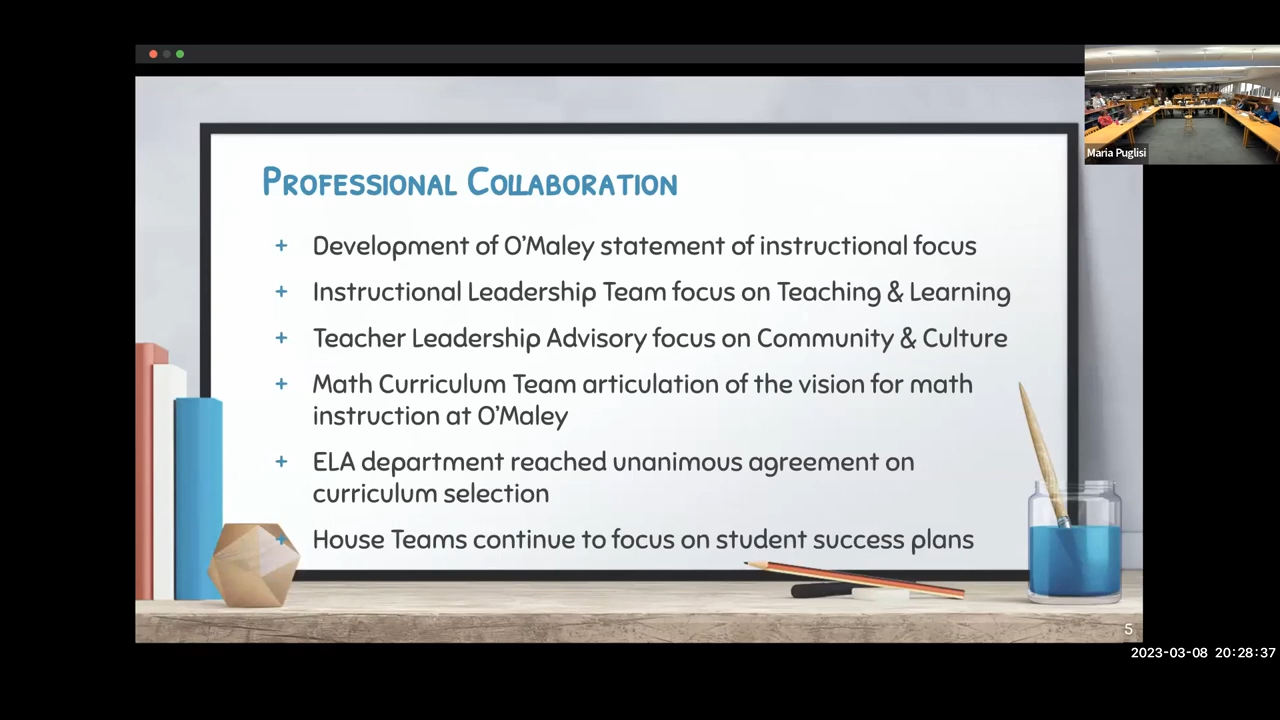 Maria Puglisi
Professional Collaboration
+ Development of O'Maley statement of instructional focus
+ Instructional Leadership Team focus on Teaching & Learning
+ Teacher Leadership Advisory focus on Community & Culture
+ Math Curriculum Team articulation of the vision for math
instruction at O'Maley
+ ELA department reached unanimous agreement on
curriculum selection
+ House Teams continue to focus on student success plans
5
2023-03-08 20:28:37